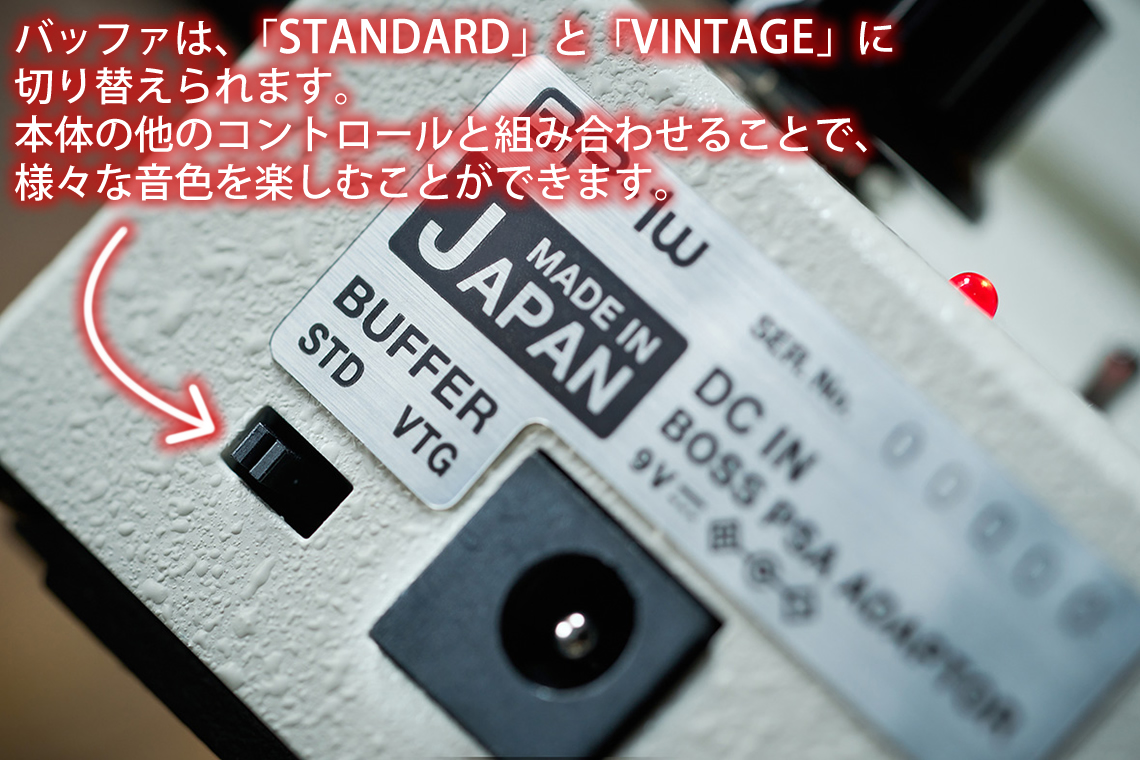 バッファは、「STANDARD」と「VINTAGE」に
切り替えられます。
本体の他のコントロールと組み合わせることで、
様々な音色を楽しむことができます。
BP-1W
MADE IN
JAPAN
BUFFER
STD VTG
SER. No.
00000
DC IN
BOSS PSA ADAPTOR
9V